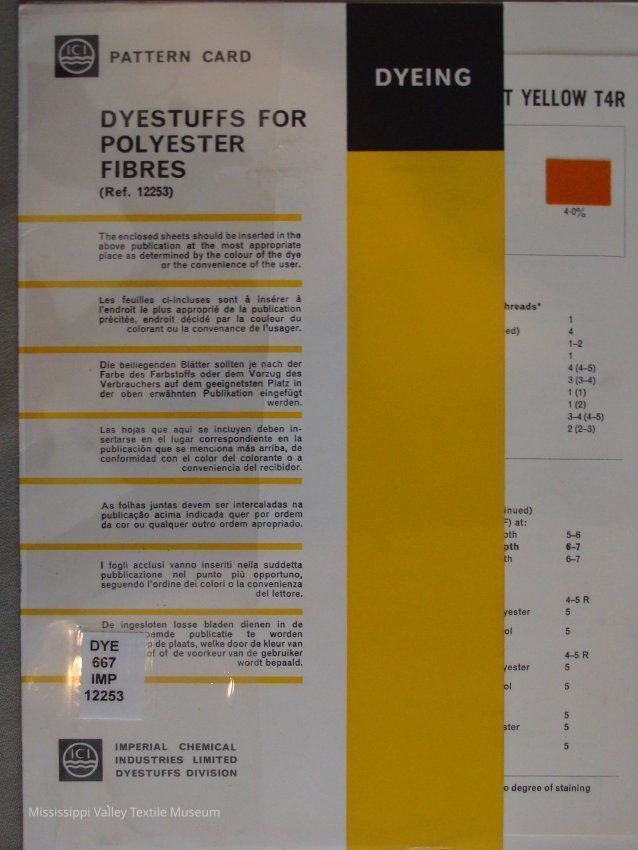 ICI
PATTERN CARD
DYEING
DYESTUFFS FOR
POLYESTER
FIBRES
(Ref. 12253)
The enclosed sheets should be inserted in the
above publication at the most appropriate
place as determined by the colour of the dye
or the convenience of the user.
Les feuilles ci-incluses sont à insérer à
l'endroit le plus approprié de la publication
précitée, endroit décidé par la couleur du
colorant ou la convenance de l'usager.
Die beiliegenden Blätter sollten je nach der
Farbe des Farbstoffs oder dem Vorzug des
Verbrauchers auf dem geeignetsten Platz in
der oben erwähnten Publikation eingefügt
werden.
Las hojas que aqui se incluyen deben in-
sertarse en el lugar correspondiente en la
publicación que se menciona más arriba, de
conformidad con el color del colorante o a
conveniencia del recibidor.
As folhas juntas devem ser intercaladas na
publicação acima indicada quer por ordem
da cor ou qualquer outro ordem apropriado.
I fogli acclusi vanno inseriti nella suddetta
pubblicazione nel punto più opportuno,
seguendo l'ordine dei colori o la convenienza
del lettore.
De ingesloten losse bladen dienen in de
oemde publicatie te worden
op de plaats, welke door de kleur van
of of de voorkeur van de gebruiker
wordt bepaald.
DYE
667
IMP
12253
ICI
IMPERIAL CHEMICAL
INDUSTRIES LIMITED
DYESTUFFS DIVISION
T YELLOW T4R
4·0%
hreads*
1
ed) 4
1–2
1
4 (4–5)
3 (3–4)
1 (1)
1 (2)
3–4 (4–5)
2 (2–3)
inued)
F) at:
pth 5–6
pth 6–7
th 6–7
4–5 R
yester 5
ol 5
4–5 R
yester 5
ol 5
5
ster 5
5
o degree of staining
Mississippi Valley Textile Museum